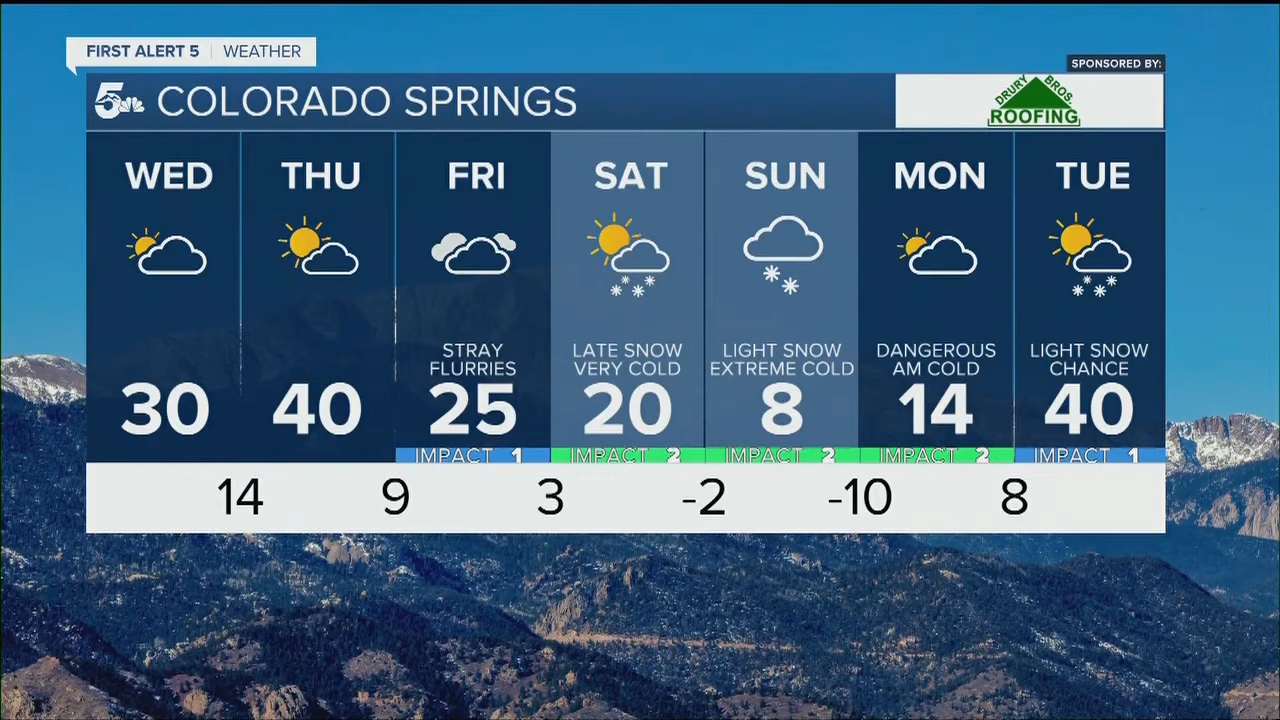 FIRST ALERT 5 | WEATHER
SPONSORED BY:
5 COLORADO SPRINGS
DRURY BROS.
ROOFING
WED THU FRI SAT SUN MON TUE
STRAY FLURRIES
LATE SNOW VERY COLD
LIGHT SNOW EXTREME COLD
DANGEROUS AM COLD
LIGHT SNOW CHANCE
30 40 25 20 8 14 40
IMPACT 1 IMPACT 2 IMPACT 2 IMPACT 2 IMPACT 1
14 9 3 -2 -10 8